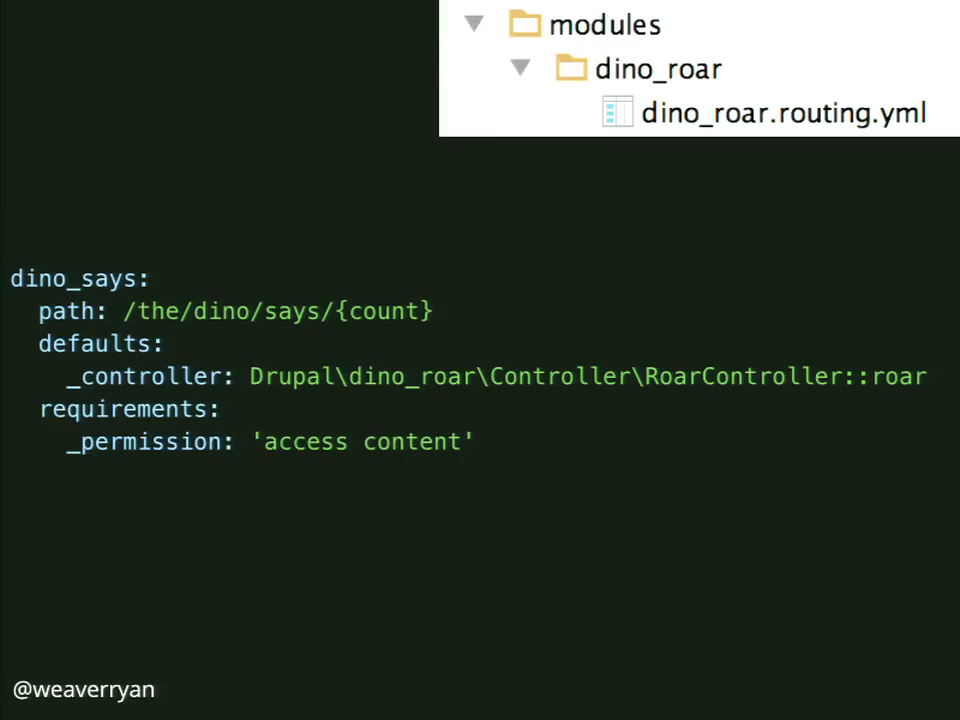 modules
dino_roar
dino_roar.routing.yml
dino_says:
  path: /the/dino/says/{count}
  defaults:
    _controller: Drupal\dino_roar\Controller\RoarController::roar
  requirements:
    _permission: 'access content'
@weaverryan